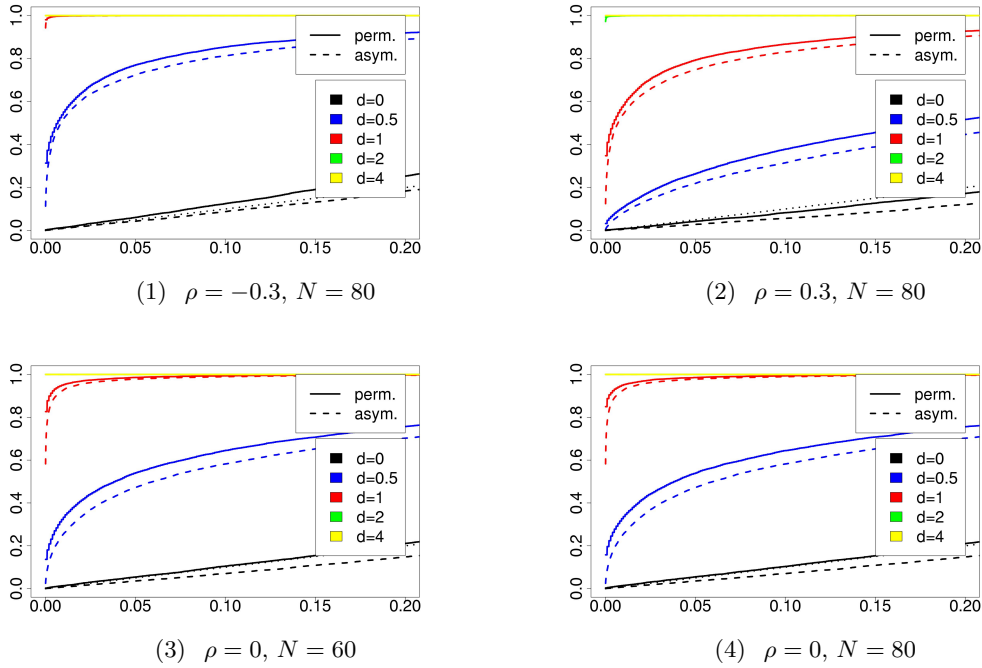 0.0 0.2 0.4 0.6 0.8 1.0
perm.
asym.
d=0
d=0.5
d=1
d=2
d=4
0.00 0.05 0.10 0.15 0.20
(1) ρ = −0.3, N = 80
0.0 0.2 0.4 0.6 0.8 1.0
perm.
asym.
d=0
d=0.5
d=1
d=2
d=4
0.00 0.05 0.10 0.15 0.20
(2) ρ = 0.3, N = 80
0.0 0.2 0.4 0.6 0.8 1.0
perm.
asym.
d=0
d=0.5
d=1
d=2
d=4
0.00 0.05 0.10 0.15 0.20
(3) ρ = 0, N = 60
0.0 0.2 0.4 0.6 0.8 1.0
perm.
asym.
d=0
d=0.5
d=1
d=2
d=4
0.00 0.05 0.10 0.15 0.20
(4) ρ = 0, N = 80